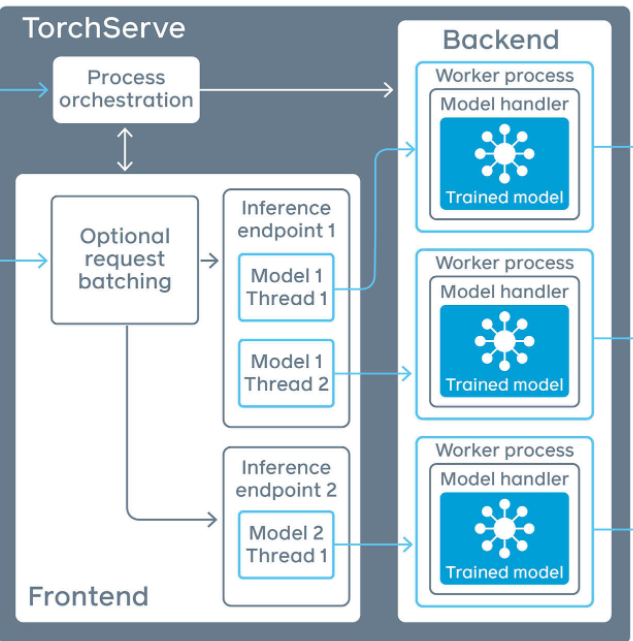 TorchServe
Process
orchestration
Optional
request
batching
Inference
endpoint 1
Model 1
Thread 1
Model 1
Thread 2
Inference
endpoint 2
Model 2
Thread 1
Frontend
Backend
Worker process
Model handler
Trained model
Worker process
Model handler
Trained model
Worker process
Model handler
Trained model